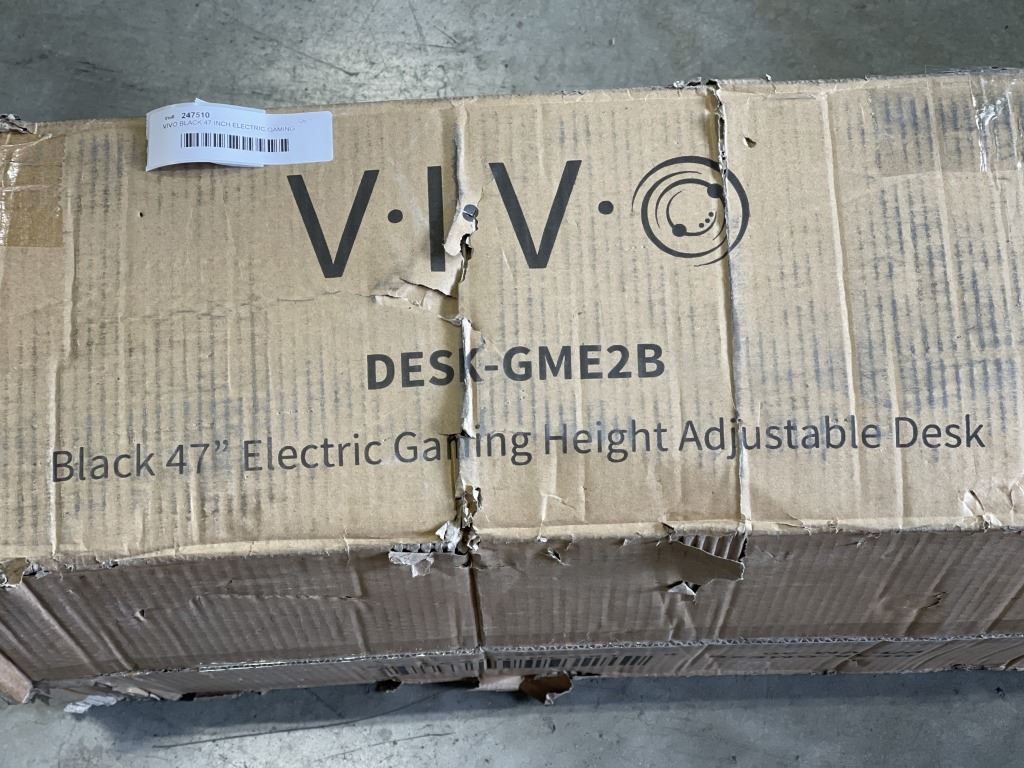 247510
VIVO BLACK 47 INCH ELECTRIC GAMING
V·I·V·O
DESK-GME2B
Black 47” Electric Gaming Height Adjustable Desk